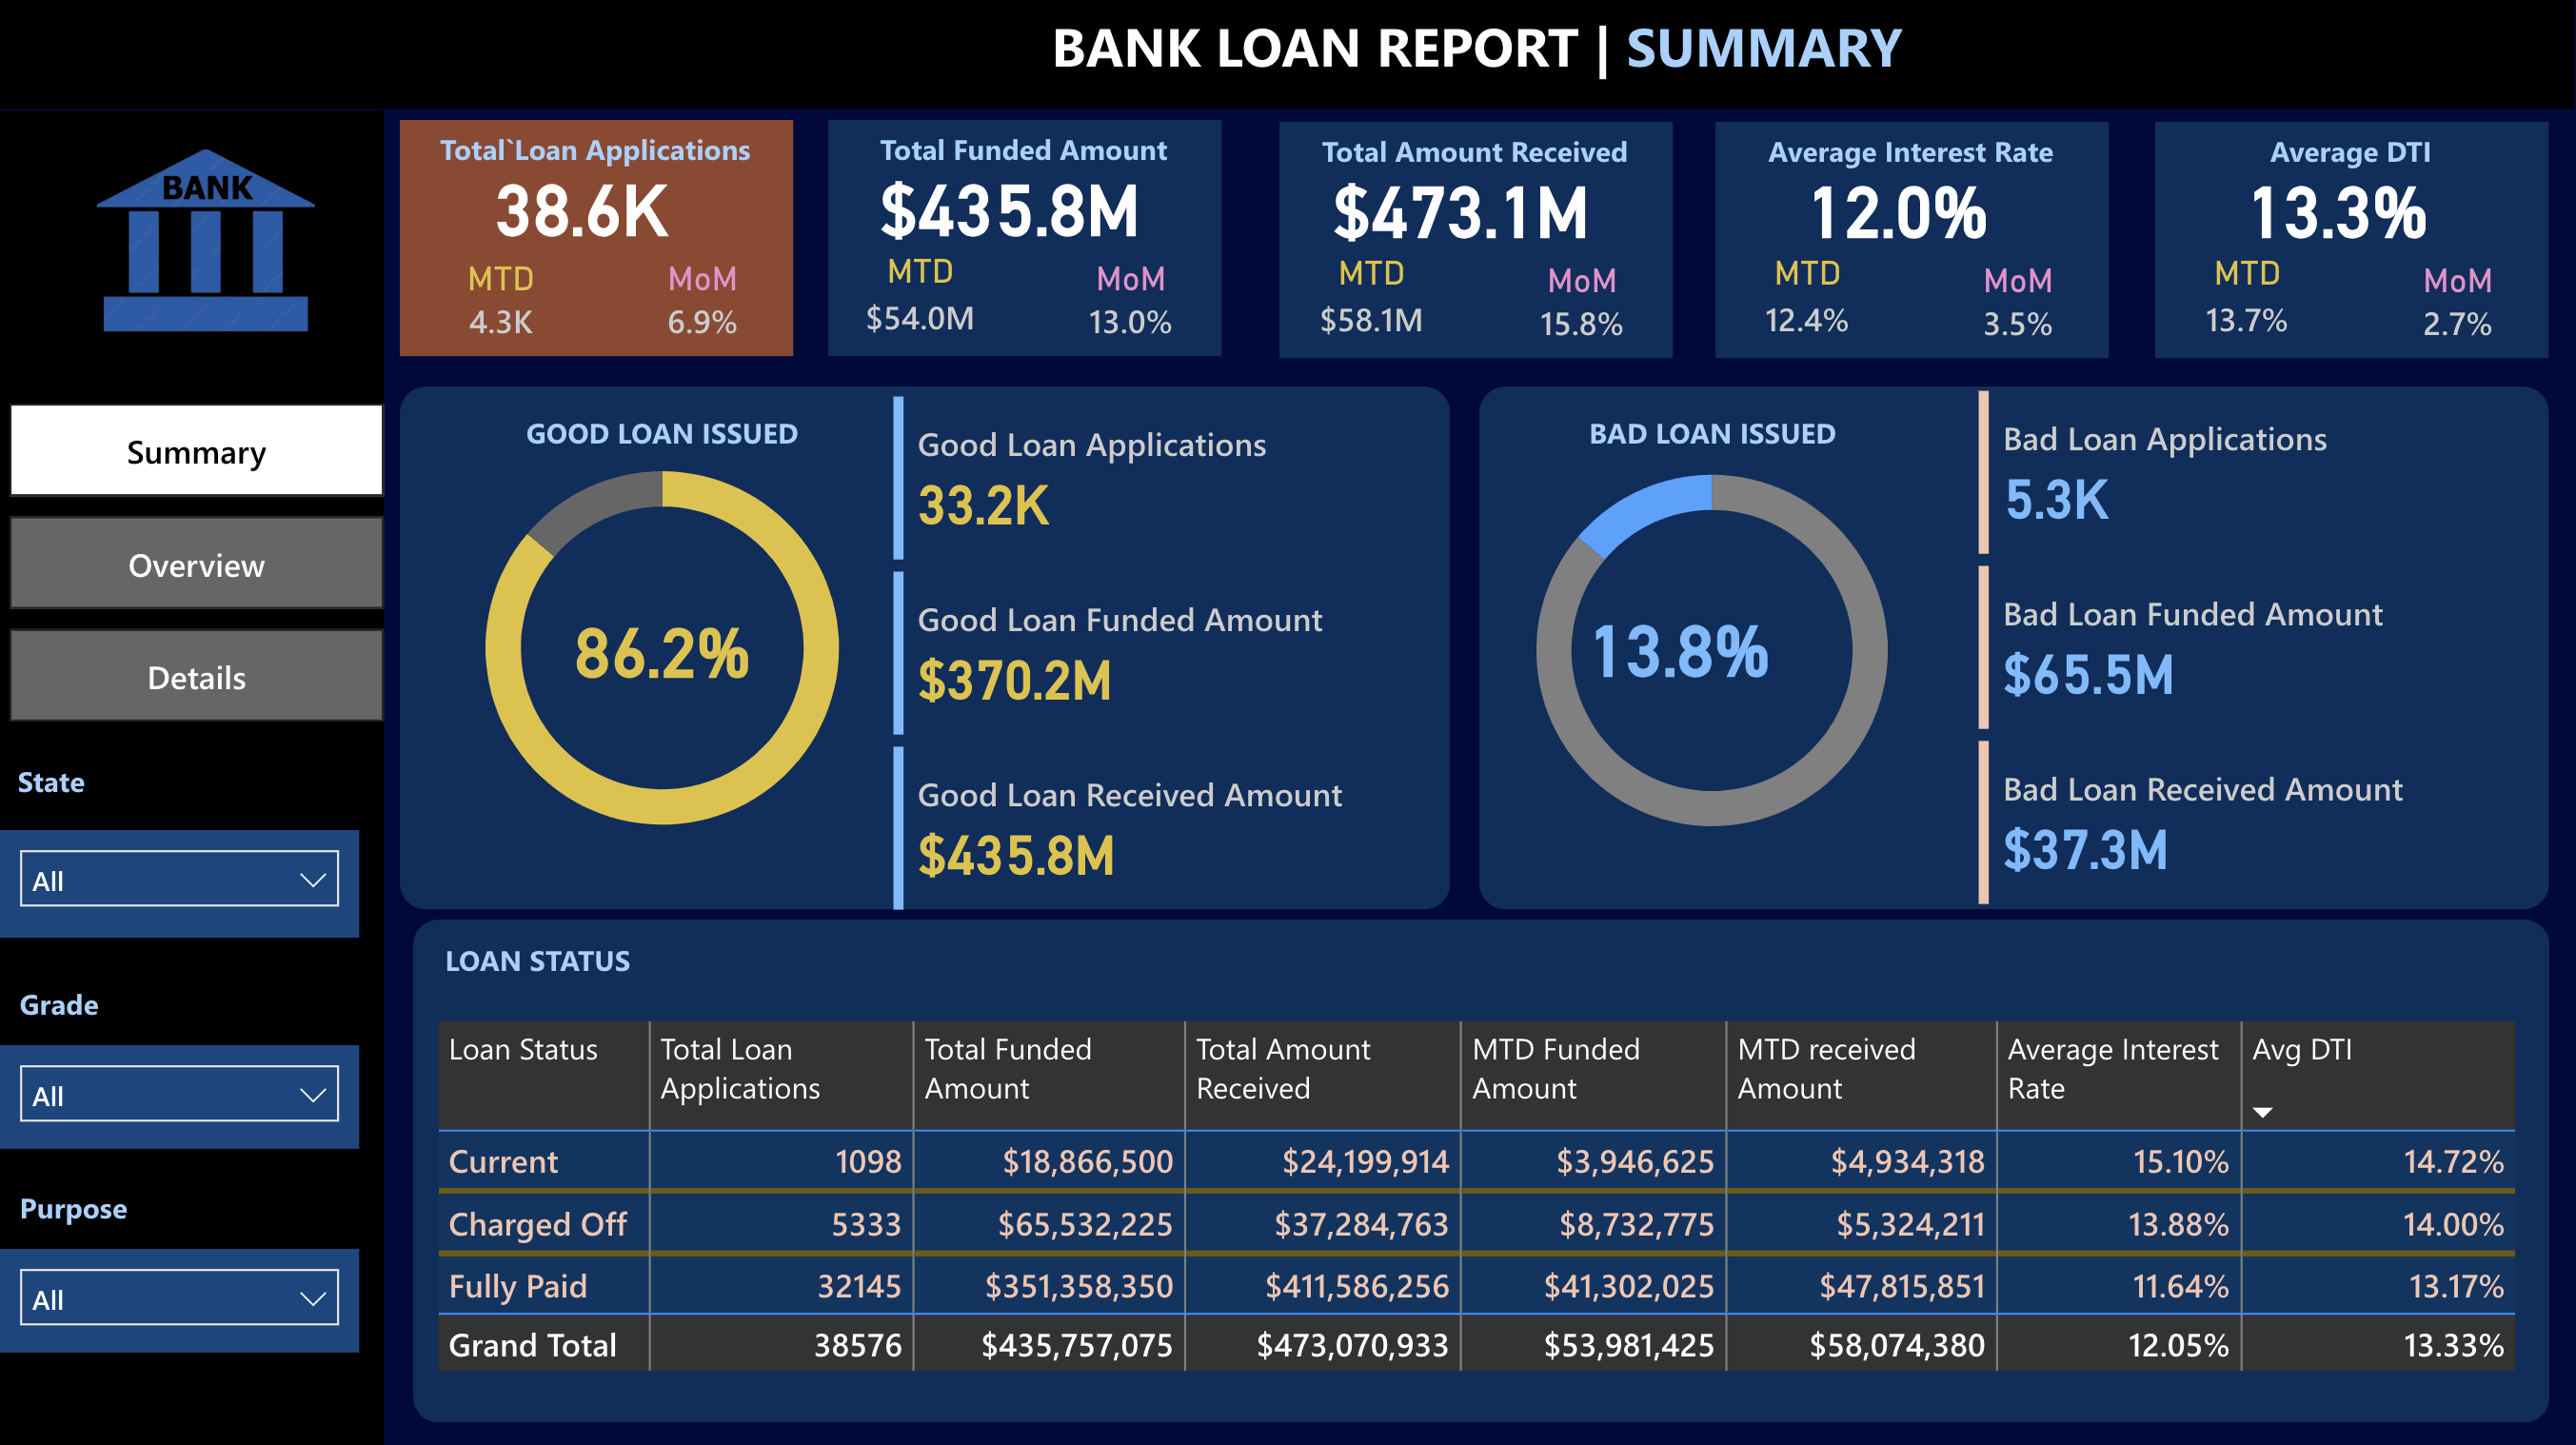 BANK LOAN REPORT | SUMMARY
BANK
Summary
Overview
Details
State
All
Grade
All
Purpose
All
Total`Loan Applications
38.6K
MTD MoM
4.3K 6.9%
Total Funded Amount
$435.8M
MTD MoM
$54.0M 13.0%
Total Amount Received
$473.1M
MTD MoM
$58.1M 15.8%
Average Interest Rate
12.0%
MTD MoM
12.4% 3.5%
Average DTI
13.3%
MTD MoM
13.7% 2.7%
GOOD LOAN ISSUED
86.2%
Good Loan Applications
33.2K
Good Loan Funded Amount
$370.2M
Good Loan Received Amount
$435.8M
BAD LOAN ISSUED
13.8%
Bad Loan Applications
5.3K
Bad Loan Funded Amount
$65.5M
Bad Loan Received Amount
$37.3M
LOAN STATUS
Loan Status Total Loan Total Funded Total Amount MTD Funded MTD received Average Interest Avg DTI
Applications Amount Received Amount Amount Rate
Current 1098 $18,866,500 $24,199,914 $3,946,625 $4,934,318 15.10% 14.72%
Charged Off 5333 $65,532,225 $37,284,763 $8,732,775 $5,324,211 13.88% 14.00%
Fully Paid 32145 $351,358,350 $411,586,256 $41,302,025 $47,815,851 11.64% 13.17%
Grand Total 38576 $435,757,075 $473,070,933 $53,981,425 $58,074,380 12.05% 13.33%